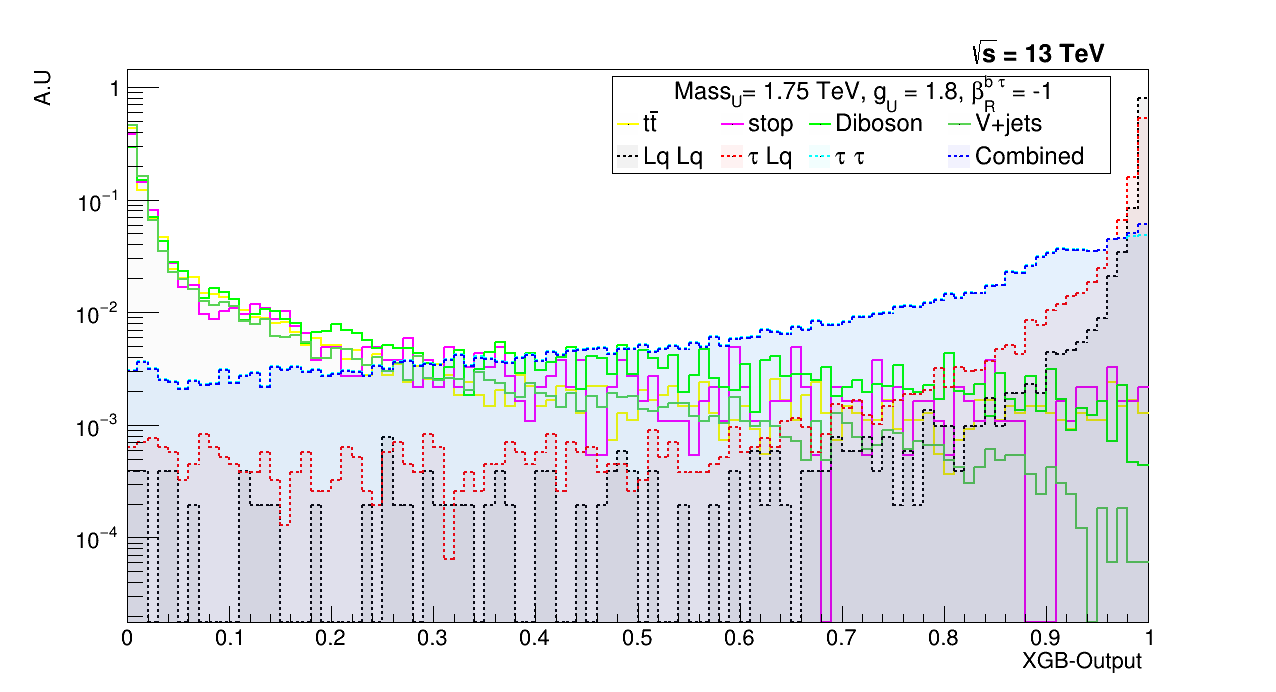 √s = 13 TeV
A.U
Mass_U= 1.75 TeV, g_U = 1.8, β_R^{b τ} = -1
tt̄ stop Diboson V+jets
Lq Lq τ Lq τ τ Combined
1
10⁻¹
10⁻²
10⁻³
10⁻⁴
0 0.1 0.2 0.3 0.4 0.5 0.6 0.7 0.8 0.9 1
XGB-Output